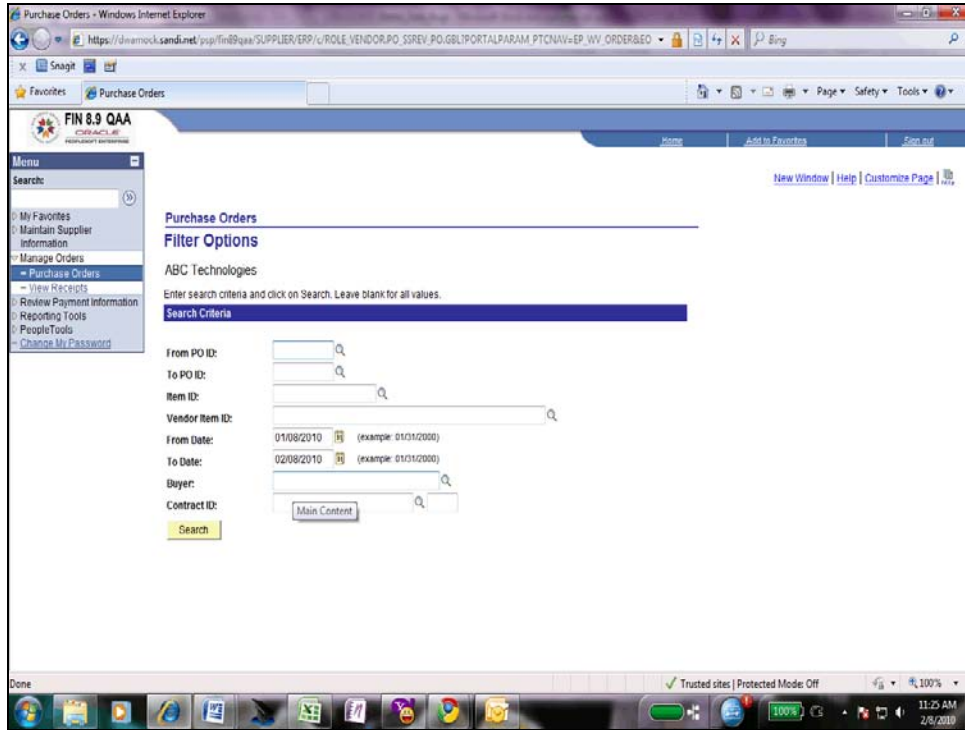 Purchase Orders - Windows Internet Explorer
https://dwamock.sandi.net/psp/fin89qaa/SUPPLIER/ERP/c/ROLE_VENDOR.PO_SSREV_PO.GBL?PORTALPARAM_PTCNAV=EP_WV_ORDER&EO
Bing
x Snagit
Favorites Purchase Orders Page Safety Tools
FIN 8.9 QAA
ORACLE
PEOPLESOFT ENTERPRISE
Home Add to Favorites Sign out
Menu
New Window | Help | Customize Page |
Search:
My Favorites
Maintain Supplier
Information
Manage Orders
– Purchase Orders
– View Receipts
Review Payment Information
Reporting Tools
PeopleTools
– Change My Password
Purchase Orders
Filter Options
ABC Technologies
Enter search criteria and click on Search. Leave blank for all values.
Search Criteria
From PO ID:
To PO ID:
Item ID:
Vendor Item ID:
From Date: 01/08/2010 (example: 01/31/2000)
To Date: 02/08/2010 (example: 01/31/2000)
Buyer:
Contract ID:
Main Content
Search
Done Trusted sites | Protected Mode: Off 100%
100% 11:25 AM
2/8/2010